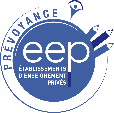 PRÉVOYANCE
eep
ÉTABLISSEMENTS
D'ENSEIGNEMENT
PRIVÉS